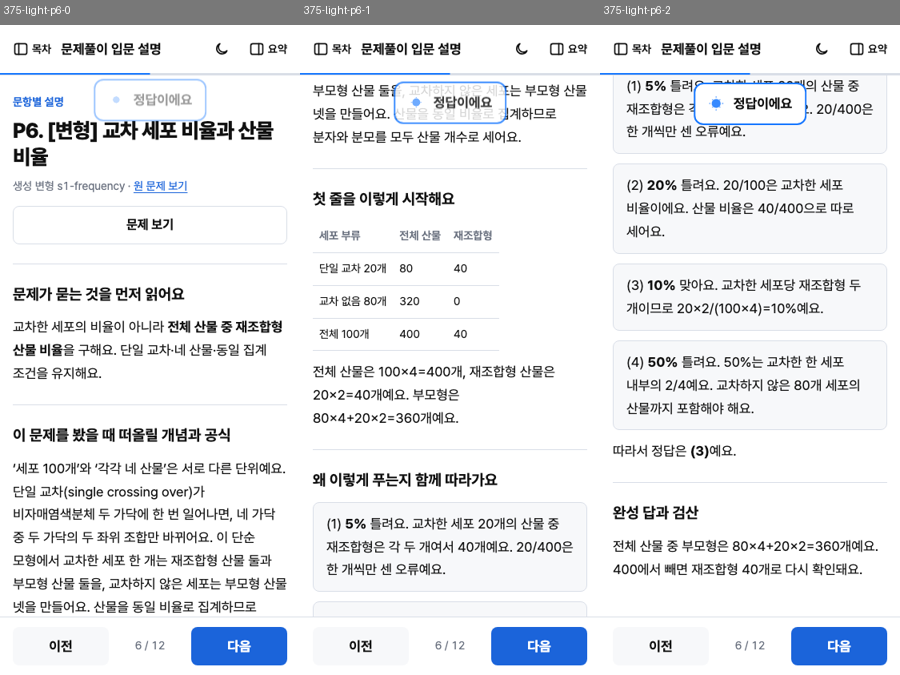 375-light-p6-0
목차 문제풀이 입문 설명 요약
문항별 설명
정답이에요
P6. [변형] 교차 세포 비율과 산물
비율
생성 변형 s1-frequency · 원 문제 보기
문제 보기
문제가 묻는 것을 먼저 읽어요
교차한 세포의 비율이 아니라 전체 산물 중 재조합형
산물 비율을 구해요. 단일 교차·네 산물·동일 집계
조건을 유지해요.
이 문제를 봤을 때 떠올릴 개념과 공식
‘세포 100개’와 ‘각각 네 산물’은 서로 다른 단위예요.
단일 교차(single crossing over)가
비자매염색분체 두 가닥에 한 번 일어나면, 네 가닥
중 두 가닥의 두 좌위 조합만 바뀌어요. 이 단순
모형에서 교차한 세포 한 개는 재조합형 산물 둘과
부모형 산물 둘을, 교차하지 않은 세포는 부모형 산물
넷을 만들어요. 산물을 동일 비율로 집계하므로
이전 6 / 12 다음
375-light-p6-1
목차 문제풀이 입문 설명 요약
정답이에요
부모형 산물 둘을, 교차하지 않은 세포는 부모형 산물
넷을 만들어요. 산물을 동일 비율로 집계하므로
분자와 분모를 모두 산물 개수로 세어요.
첫 줄을 이렇게 시작해요
세포 부류 전체 산물 재조합형
단일 교차 20개 80 40
교차 없음 80개 320 0
전체 100개 400 40
전체 산물은 100×4=400개, 재조합형 산물은
20×2=40개예요. 부모형은
80×4+20×2=360개예요.
왜 이렇게 푸는지 함께 따라가요
(1) 5% 틀려요. 교차한 세포 20개의 산물 중
재조합형은 각 두 개여서 40개예요. 20/400은
한 개씩만 센 오류예요.
이전 6 / 12 다음
375-light-p6-2
목차 문제풀이 입문 설명 요약
정답이에요
(1) 5% 틀려요. 산물 중
재조합형은 20/400은
한 개씩만 센 오류예요.
(2) 20% 틀려요. 20/100은 교차한 세포
비율이에요. 산물 비율은 40/400으로 따로
세어요.
(3) 10% 맞아요. 교차한 세포당 재조합형 두
개이므로 20×2/(100×4)=10%예요.
(4) 50% 틀려요. 50%는 교차한 한 세포
내부의 2/4예요. 교차하지 않은 80개 세포의
산물까지 포함해야 해요.
따라서 정답은 (3)예요.
완성 답과 검산
전체 산물 중 부모형은 80×4+20×2=360개예요.
400에서 빼면 재조합형 40개로 다시 확인돼요.
이전 6 / 12 다음